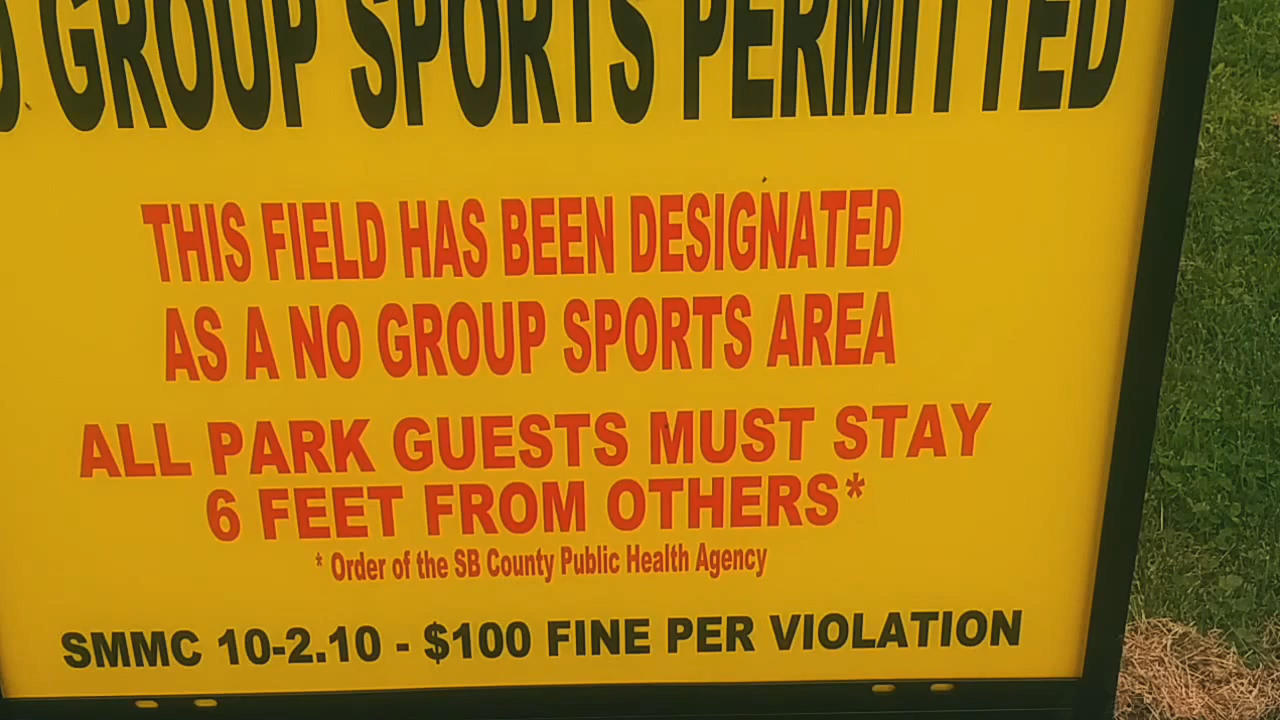 GROUP SPORTS PERMITTED
THIS FIELD HAS BEEN DESIGNATED
AS A NO GROUP SPORTS AREA
ALL PARK GUESTS MUST STAY
6 FEET FROM OTHERS*
* Order of the SB County Public Health Agency
SMMC 10-2.10 - $100 FINE PER VIOLATION